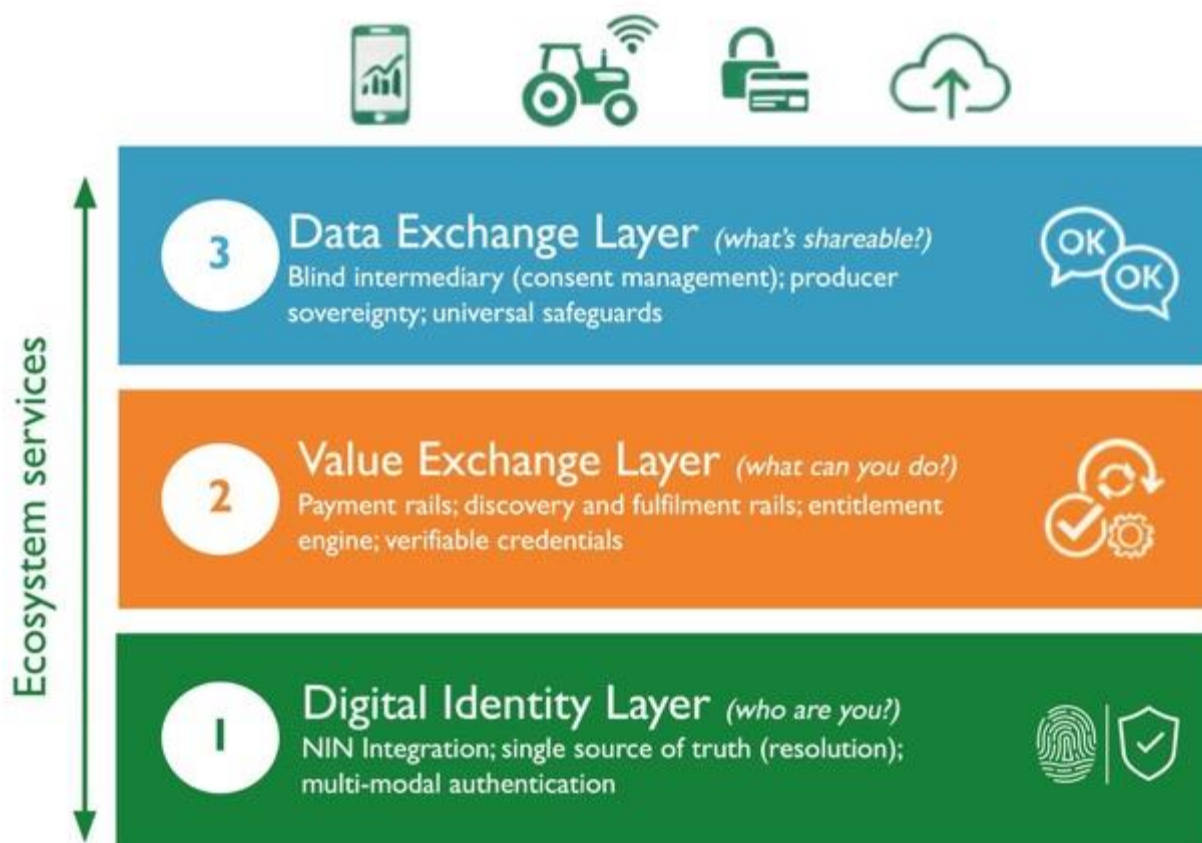 3
Data Exchange Layer (what's shareable?)
Blind intermediary (consent management); producer
sovereignty; universal safeguards
OK
OK
Ecosystem services
2
Value Exchange Layer (what can you do?)
Payment rails; discovery and fulfilment rails; entitlement
engine; verifiable credentials
1
Digital Identity Layer (who are you?)
NIN Integration; single source of truth (resolution);
multi-modal authentication